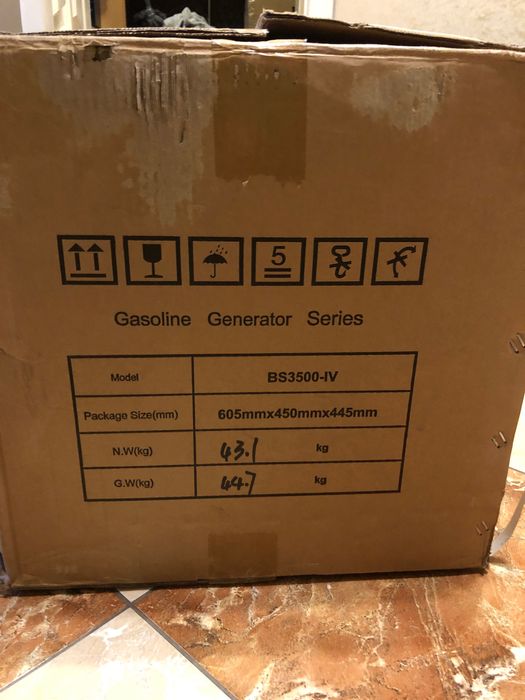 5
Gasoline Generator Series
Model BS3500-IV
Package Size(mm) 605mmx450mmx445mm
N.W(kg) 43.1 kg
G.W(kg) 44.7 kg